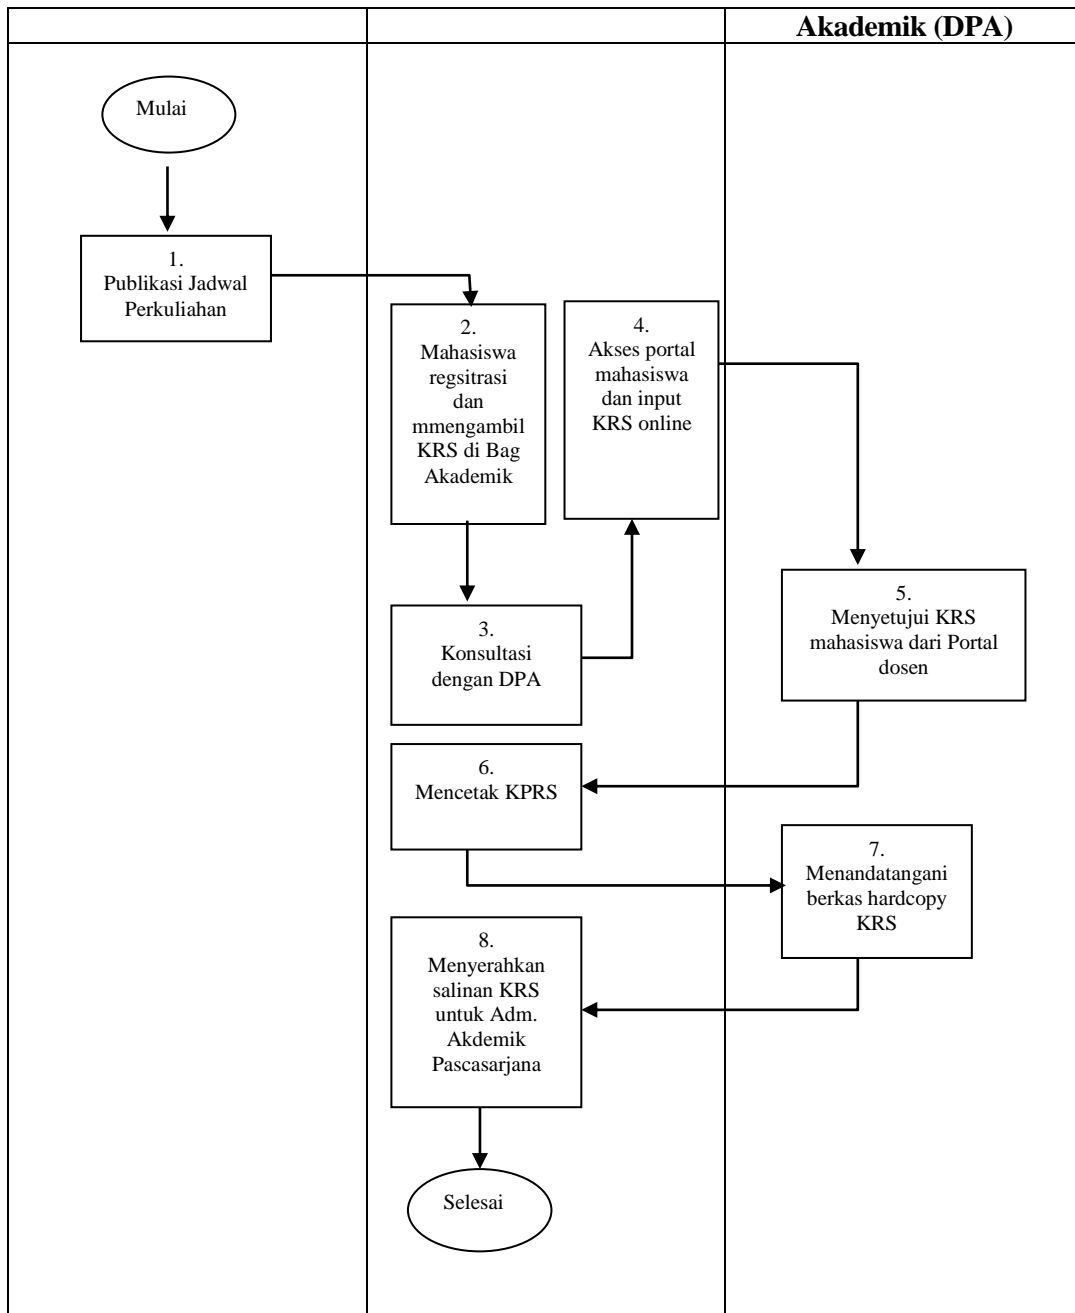 Akademik (DPA)
Mulai
1.
Publikasi Jadwal
Perkuliahan
2.
Mahasiswa
regsitrasi
dan
mmengambil
KRS di Bag
Akademik
3.
Konsultasi
dengan DPA
4.
Akses portal
mahasiswa
dan input
KRS online
5.
Menyetujui KRS
mahasiswa dari Portal
dosen
6.
Mencetak KPRS
7.
Menandatangani
berkas hardcopy
KRS
8.
Menyerahkan
salinan KRS
untuk Adm.
Akdemik
Pascasarjana
Selesai